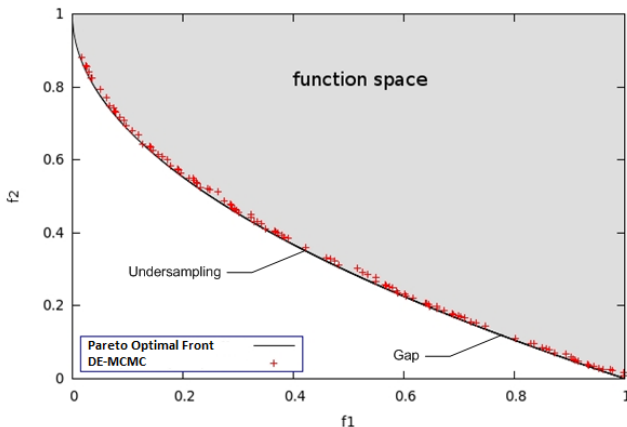 1
0.8
0.6
0.4
0.2
0
f2
function space
Undersampling
Gap
Pareto Optimal Front
DE-MCMC
0 0.2 0.4 0.6 0.8 1
f1